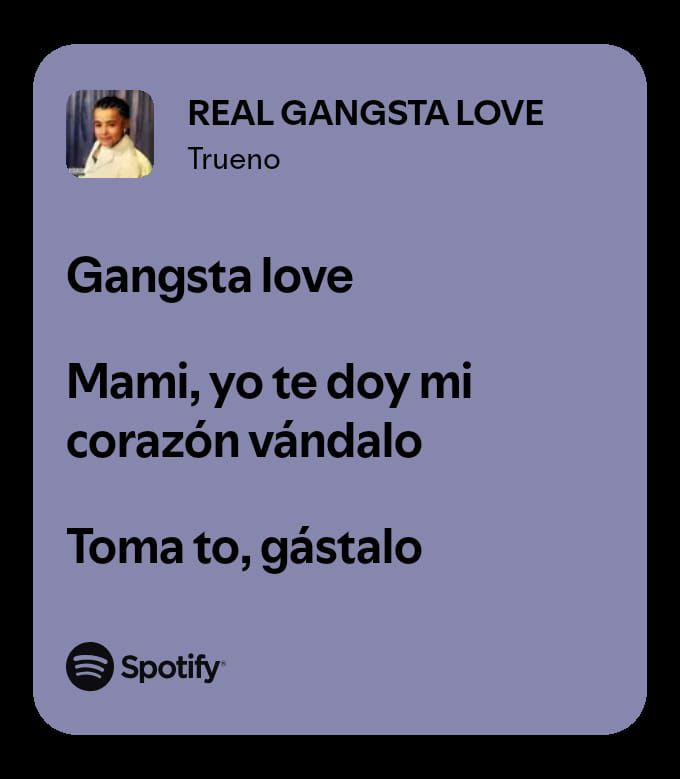 REAL GANGSTA LOVE
Trueno
Gangsta love
Mami, yo te doy mi
corazón vándalo
Toma to, gástalo
Spotify®